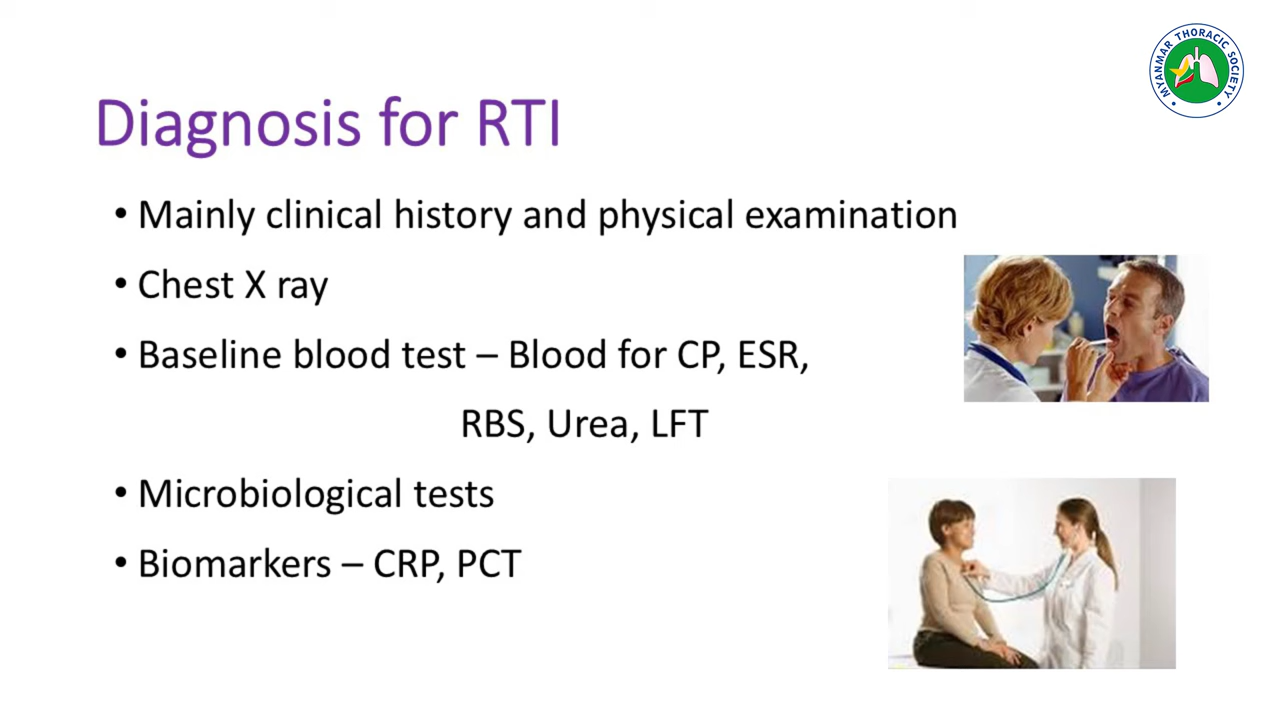 MYANMAR THORACIC SOCIETY
Diagnosis for RTI
• Mainly clinical history and physical examination
• Chest X ray
• Baseline blood test – Blood for CP, ESR,
RBS, Urea, LFT
• Microbiological tests
• Biomarkers – CRP, PCT